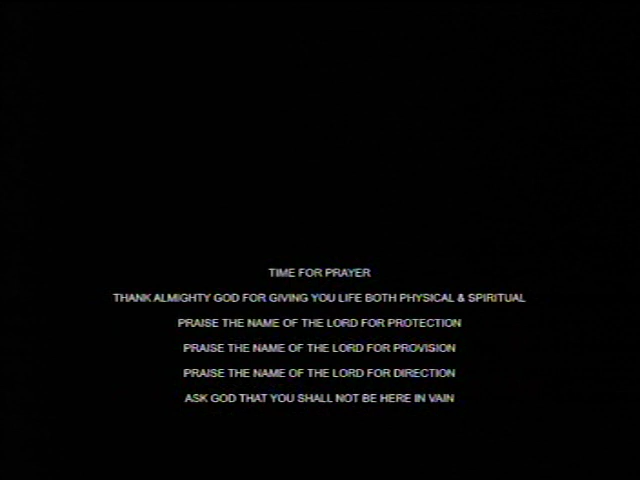 TIME FOR PRAYER
THANK ALMIGHTY GOD FOR GIVING YOU LIFE BOTH PHYSICAL & SPIRITUAL
PRAISE THE NAME OF THE LORD FOR PROTECTION
PRAISE THE NAME OF THE LORD FOR PROVISION
PRAISE THE NAME OF THE LORD FOR DIRECTION
ASK GOD THAT YOU SHALL NOT BE HERE IN VAIN